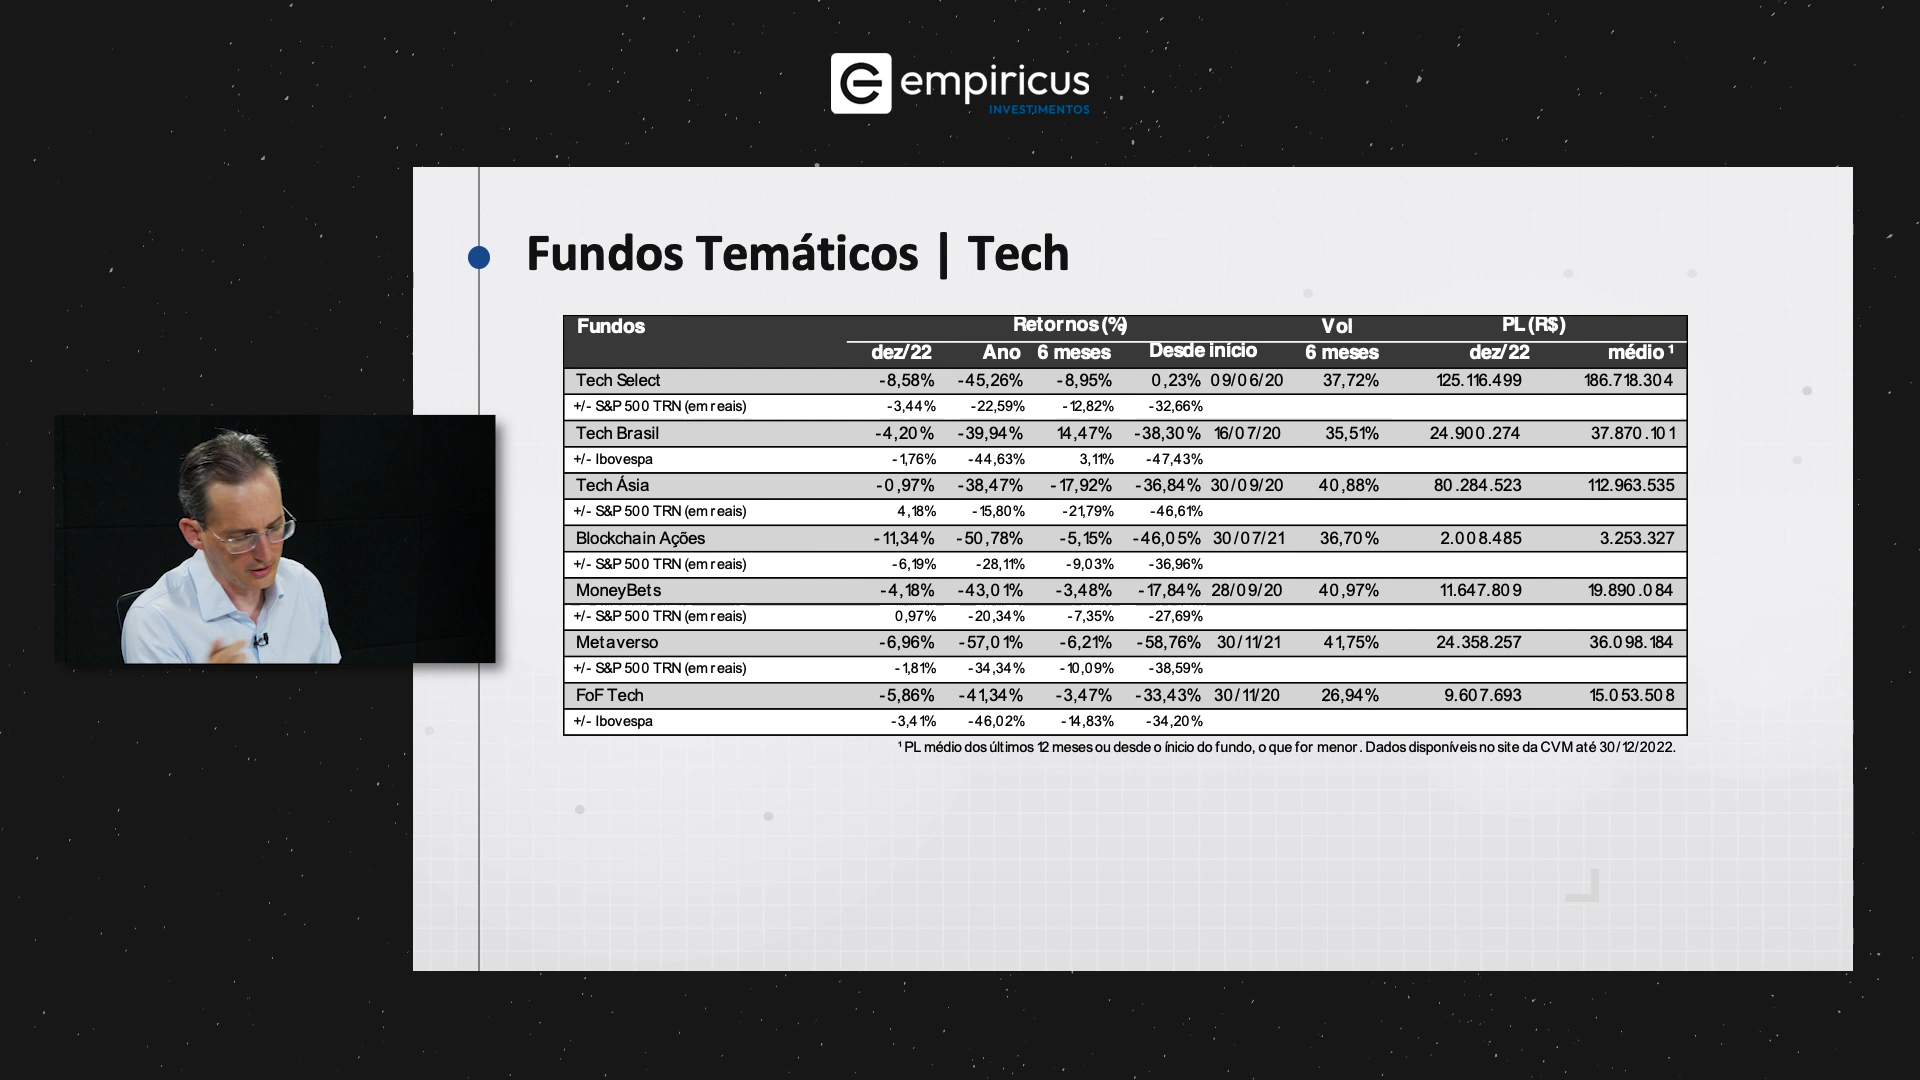 empiricus
INVESTIMENTOS
Fundos Temáticos | Tech
Fundos Retornos (%) Vol PL (R$)
dez/22 Ano 6 meses Desde início 6 meses dez/22 médio ¹
Tech Select -8,58% -45,26% -8,95% 0,23% 09/06/20 37,72% 125.116.499 186.718.304
+/- S&P 500 TRN (em reais) -3,44% -22,59% -12,82% -32,66%
Tech Brasil -4,20% -39,94% 14,47% -38,30% 16/07/20 35,51% 24.900.274 37.870.101
+/- Ibovespa -1,76% -44,63% 3,11% -47,43%
Tech Ásia -0,97% -38,47% -17,92% -36,84% 30/09/20 40,88% 80.284.523 112.963.535
+/- S&P 500 TRN (em reais) 4,18% -15,80% -21,79% -46,61%
Blockchain Ações -11,34% -50,78% -5,15% -46,05% 30/07/21 36,70% 2.008.485 3.253.327
+/- S&P 500 TRN (em reais) -6,19% -28,11% -9,03% -36,96%
MoneyBets -4,18% -43,01% -3,48% -17,84% 28/09/20 40,97% 11.647.809 19.890.084
+/- S&P 500 TRN (em reais) 0,97% -20,34% -7,35% -27,69%
Metaverso -6,96% -57,01% -6,21% -58,76% 30/11/21 41,75% 24.358.257 36.098.184
+/- S&P 500 TRN (em reais) -1,81% -34,34% -10,09% -38,59%
FoF Tech -5,86% -41,34% -3,47% -33,43% 30/11/20 26,94% 9.607.693 15.053.508
+/- Ibovespa -3,41% -46,02% -14,83% -34,20%
¹ PL médio dos últimos 12 meses ou desde o ínicio do fundo, o que for menor. Dados disponíveis no site da CVM até 30/12/2022.